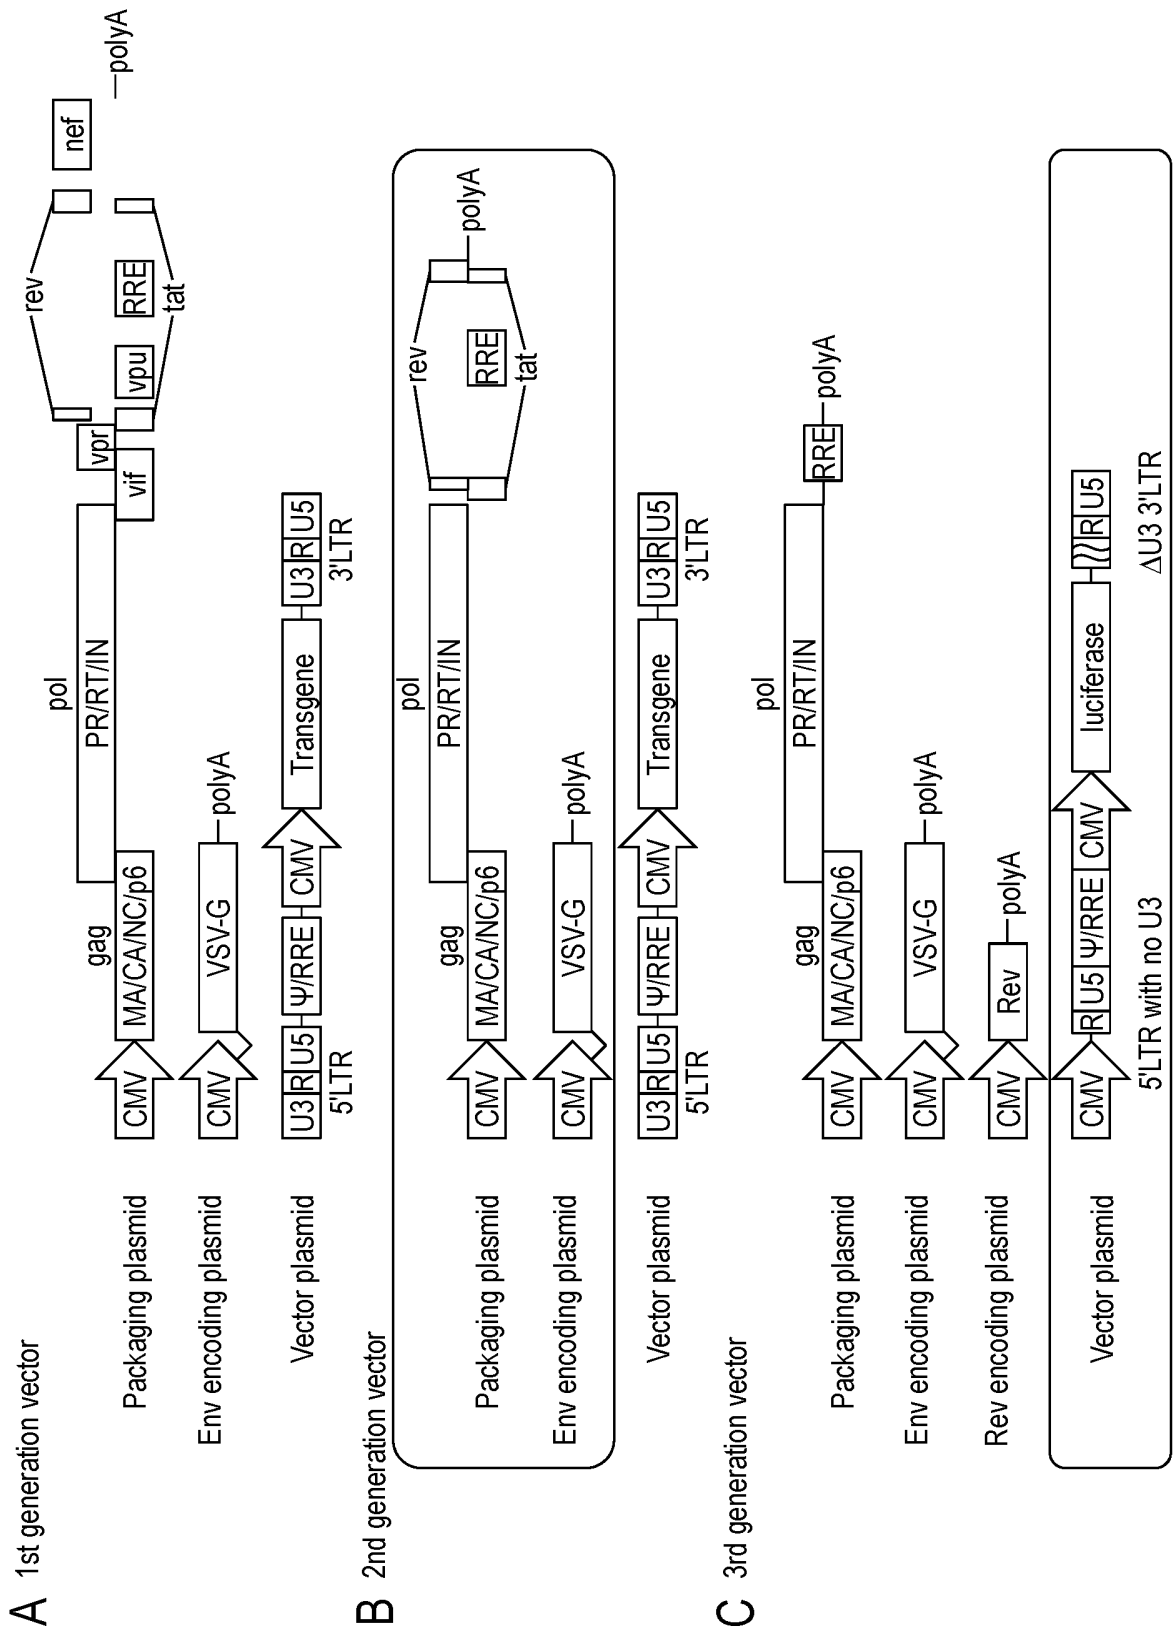 A 1st generation vector
rev
nef
polyA
pol
PR/RT/IN
vpr
vif
vpu
RRE
tat
gag
Packaging plasmid
CMV
MA/CA/NC/p6
Env encoding plasmid
CMV
VSV-G
polyA
Vector plasmid
U3 R U5
Ψ/RRE
CMV
Transgene
U3 R U5
5'LTR
3'LTR
B 2nd generation vector
rev
polyA
pol
PR/RT/IN
RRE
tat
gag
Packaging plasmid
CMV
MA/CA/NC/p6
Env encoding plasmid
CMV
VSV-G
polyA
Vector plasmid
U3 R U5
Ψ/RRE
CMV
Transgene
U3 R U5
5'LTR
3'LTR
C 3rd generation vector
pol
PR/RT/IN
gag
Packaging plasmid
CMV
MA/CA/NC/p6
RRE
polyA
Env encoding plasmid
CMV
VSV-G
polyA
Rev encoding plasmid
CMV
Rev
polyA
Vector plasmid
CMV
R U5 Ψ/RRE
CMV
luciferase
R U5
5'LTR with no U3
ΔU3 3'LTR